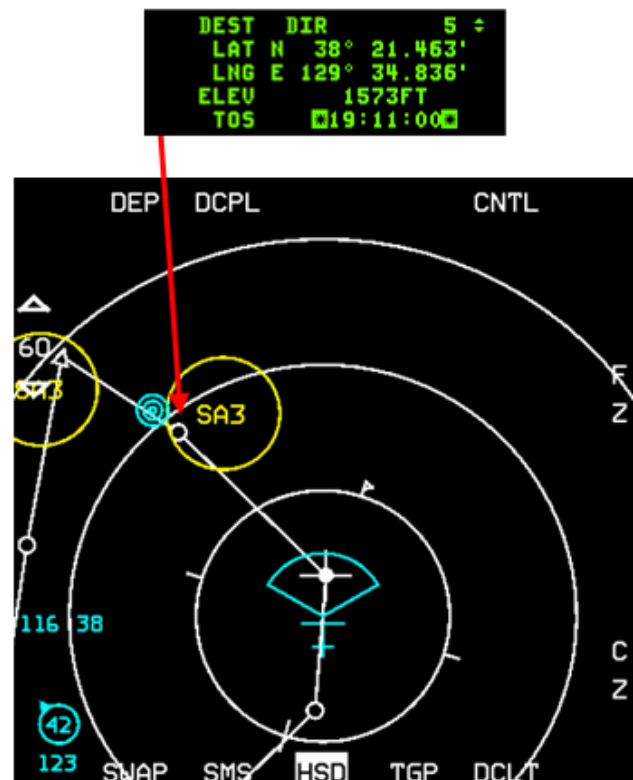 DEST DIR 5
LAT N 38° 21.463'
LNG E 129° 34.836'
ELEV 1573FT
TOS *19:11:00*
DEP DCPL CNTL
60
SA3
SA3
F
Z
116 38
C
Z
42
123
SWAP SMS HSD TGP DCLT